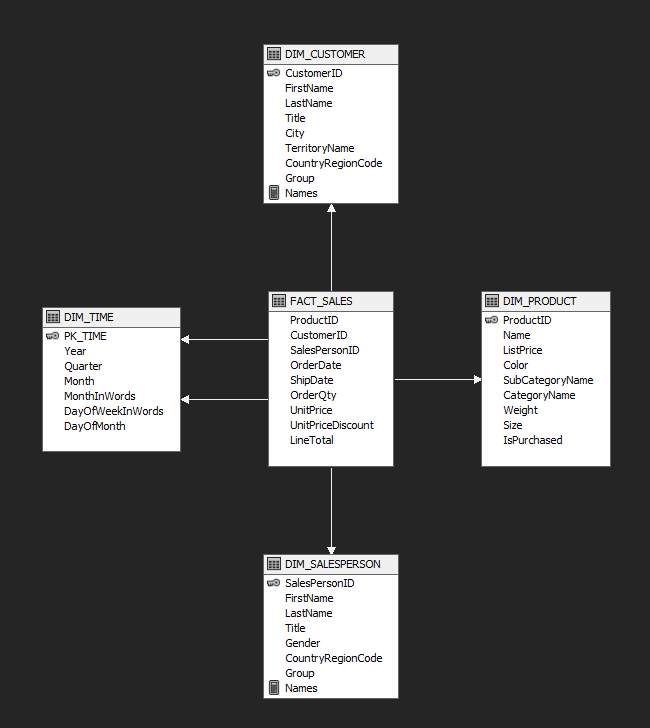 DIM_CUSTOMER
CustomerID
FirstName
LastName
Title
City
TerritoryName
CountryRegionCode
Group
Names
DIM_TIME
PK_TIME
Year
Quarter
Month
MonthInWords
DayOfWeekInWords
DayOfMonth
FACT_SALES
ProductID
CustomerID
SalesPersonID
OrderDate
ShipDate
OrderQty
UnitPrice
UnitPriceDiscount
LineTotal
DIM_PRODUCT
ProductID
Name
ListPrice
Color
SubCategoryName
CategoryName
Weight
Size
IsPurchased
DIM_SALESPERSON
SalesPersonID
FirstName
LastName
Title
Gender
CountryRegionCode
Group
Names